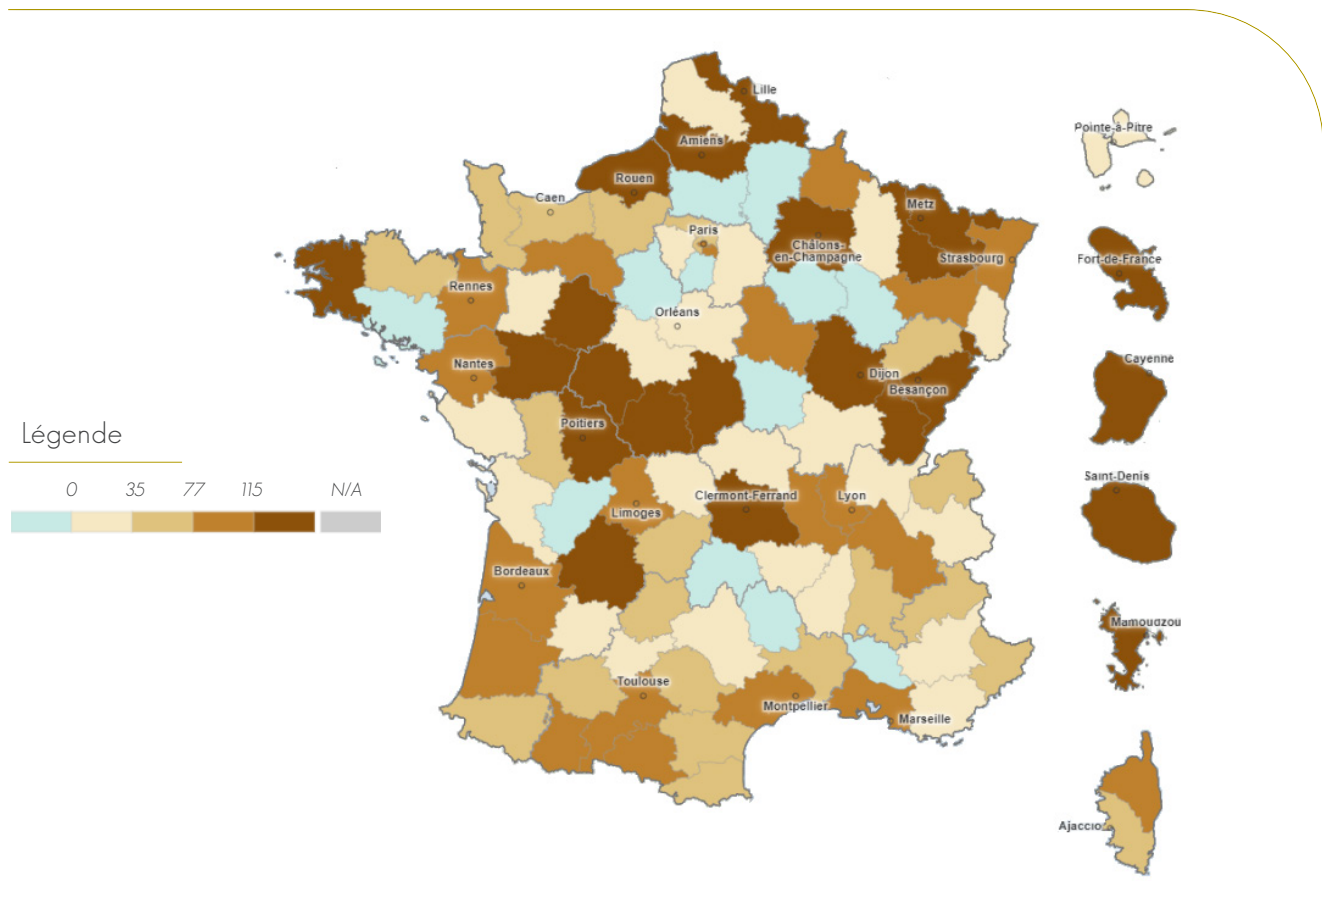 Lille
Amiens
Rouen
Caen
Metz
Paris
Châlons-
en-Champagne
Strasbourg
Rennes
Orléans
Nantes
Dijon
Besançon
Poitiers
Clermont-Ferrand
Lyon
Limoges
Bordeaux
Toulouse
Montpellier
Marseille
Pointe-à-Pitre
Fort-de-France
Cayenne
Saint-Denis
Mamoudzou
Ajaccio
Légende
0 35 77 115 N/A